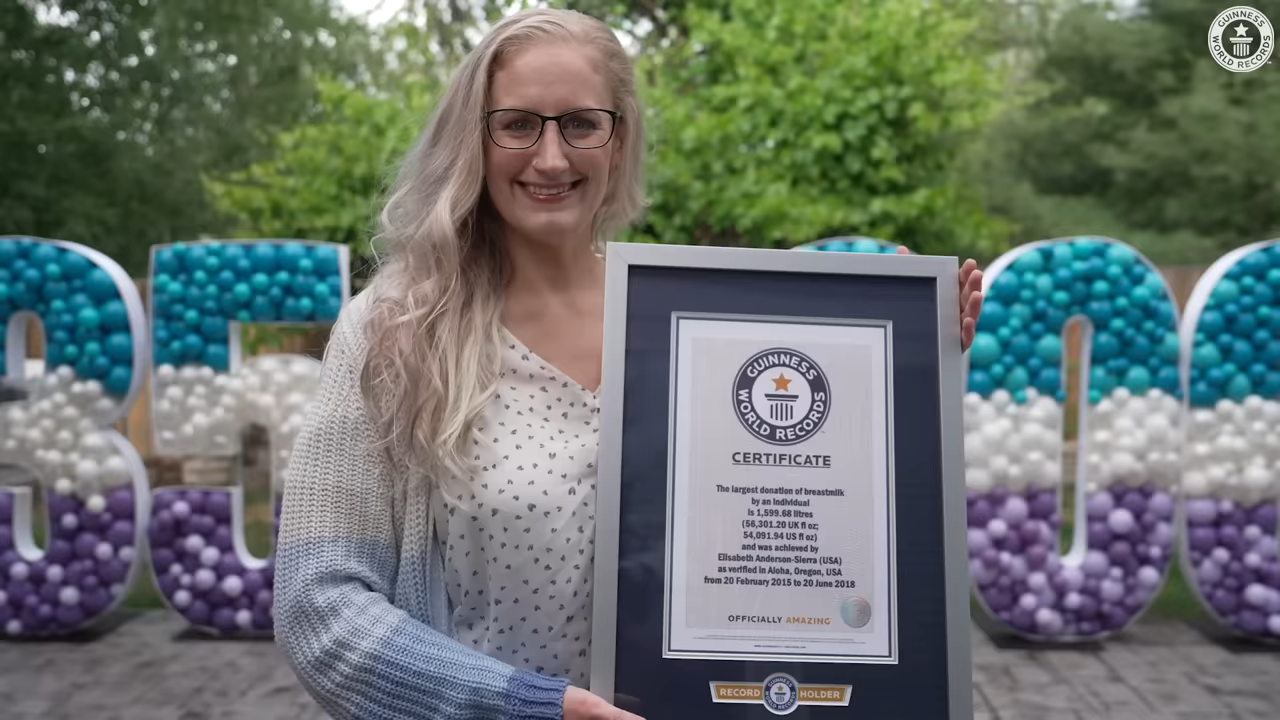 GUINNESS WORLD RECORDS
GUINNESS WORLD RECORDS
CERTIFICATE
The largest donation of breastmilk
by an individual
is 1,599.68 litres
(56,301.20 UK fl oz;
54,091.94 US fl oz)
and was achieved by
Elisabeth Anderson-Sierra (USA)
as verified in Aloha, Oregon, USA
from 20 February 2015 to 20 June 2018
OFFICIALLY AMAZING
RECORD HOLDER